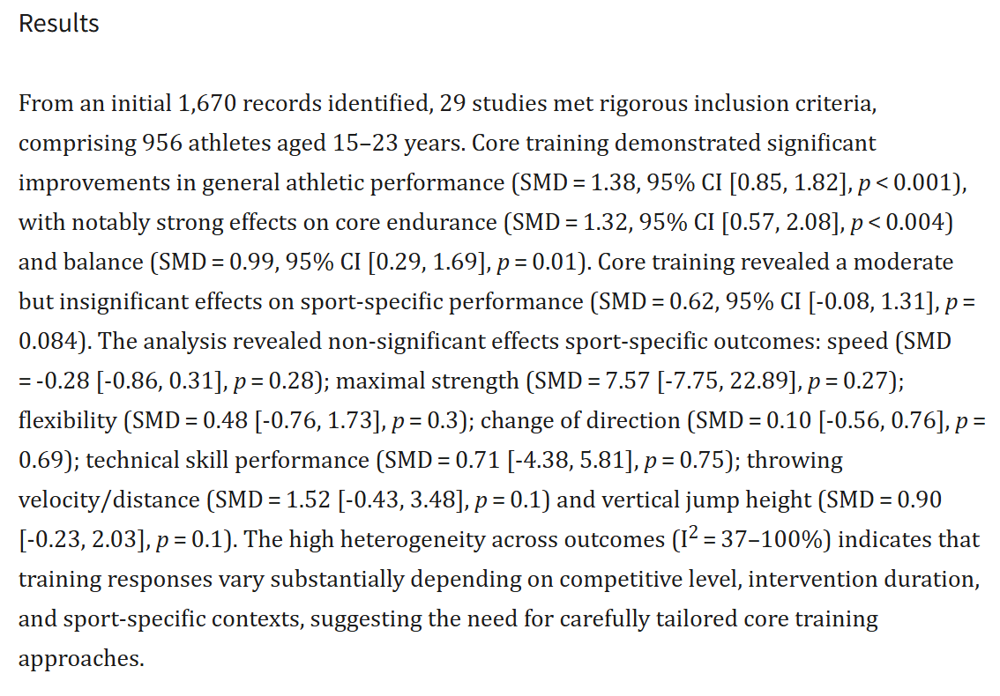 Results
From an initial 1,670 records identified, 29 studies met rigorous inclusion criteria,
comprising 956 athletes aged 15–23 years. Core training demonstrated significant
improvements in general athletic performance (SMD = 1.38, 95% CI [0.85, 1.82], p < 0.001),
with notably strong effects on core endurance (SMD = 1.32, 95% CI [0.57, 2.08], p < 0.004)
and balance (SMD = 0.99, 95% CI [0.29, 1.69], p = 0.01). Core training revealed a moderate
but insignificant effects on sport-specific performance (SMD = 0.62, 95% CI [-0.08, 1.31], p =
0.084). The analysis revealed non-significant effects sport-specific outcomes: speed (SMD
= -0.28 [-0.86, 0.31], p = 0.28); maximal strength (SMD = 7.57 [-7.75, 22.89], p = 0.27);
flexibility (SMD = 0.48 [-0.76, 1.73], p = 0.3); change of direction (SMD = 0.10 [-0.56, 0.76], p =
0.69); technical skill performance (SMD = 0.71 [-4.38, 5.81], p = 0.75); throwing
velocity/distance (SMD = 1.52 [-0.43, 3.48], p = 0.1) and vertical jump height (SMD = 0.90
[-0.23, 2.03], p = 0.1). The high heterogeneity across outcomes (I² = 37–100%) indicates that
training responses vary substantially depending on competitive level, intervention duration,
and sport-specific contexts, suggesting the need for carefully tailored core training
approaches.